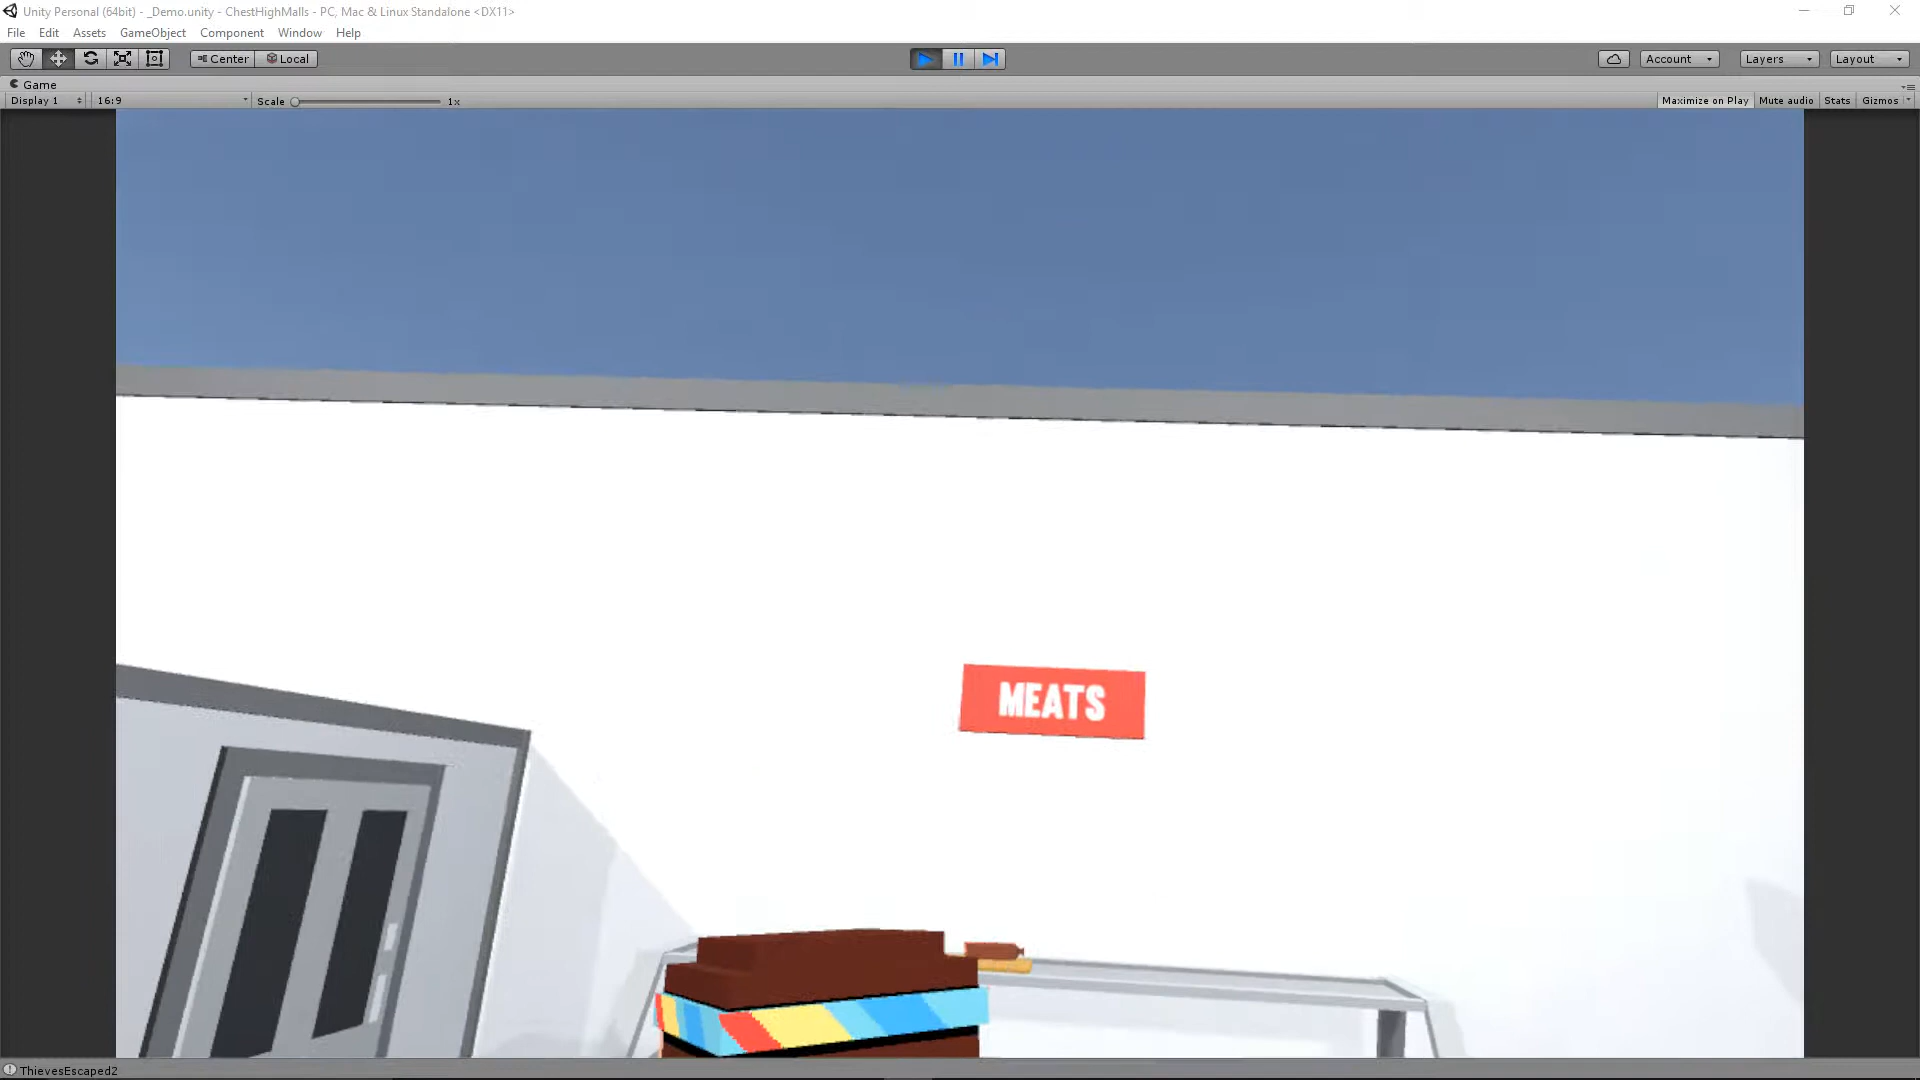 Unity Personal (64bit) - _Demo.unity - ChestHighMalls - PC, Mac & Linux Standalone <DX11>
File Edit Assets GameObject Component Window Help
Center Local Account Layers Layout
Game
Display 1 16:9 Scale 1x Maximize on Play Mute audio Stats Gizmos
MEATS
ThievesEscaped2